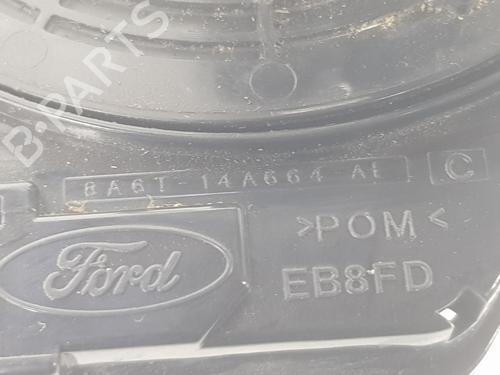 B-PARTS
8A6T-14A664-AE C
>POM<
Ford EB8FD